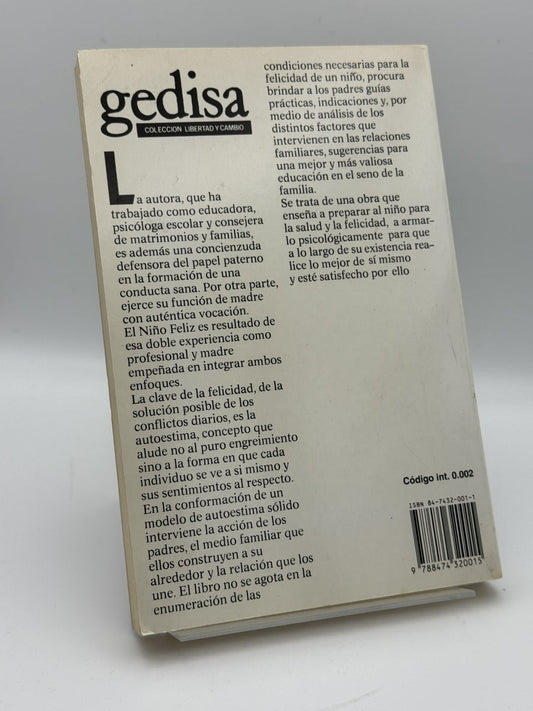 gedisa
COLECCION LIBERTAD Y CAMBIO
La autora, que ha
trabajado como educadora,
psicóloga escolar y consejera
de matrimonios y familias,
es además una concienzuda
defensora del papel paterno
en la formación de una
conducta sana. Por otra parte,
ejerce su función de madre
con auténtica vocación.
El Niño Feliz es resultado de
esa doble experiencia como
profesional y madre
empeñada en integrar ambos
enfoques.
La clave de la felicidad, de la
solución posible de los
conflictos diarios, es la
autoestima, concepto que
alude no al puro engreimiento
sino a la forma en que cada
individuo se ve a si mismo y
sus sentimientos al respecto.
En la conformación de un
modelo de autoestima sólido
interviene la acción de los
padres, el medio familiar que
ellos construyen a su
alrededor y la relación que los
une. El libro no se agota en la
enumeración de las
condiciones necesarias para la
felicidad de un niño, procura
brindar a los padres guías
prácticas, indicaciones y, por
medio de análisis de los
distintos factores que
intervienen en las relaciones
familiares, sugerencias para
una mejor y más valiosa
educación en el seno de la
familia.
Se trata de una obra que
enseña a preparar al niño para
la salud y la felicidad, a armar-
lo psicológicamente para que
a lo largo de su existencia rea-
lice lo mejor de sí mismo
y esté satisfecho por ello
Código int. 0.002
ISBN 84-7432-001-1
9 788474 320015